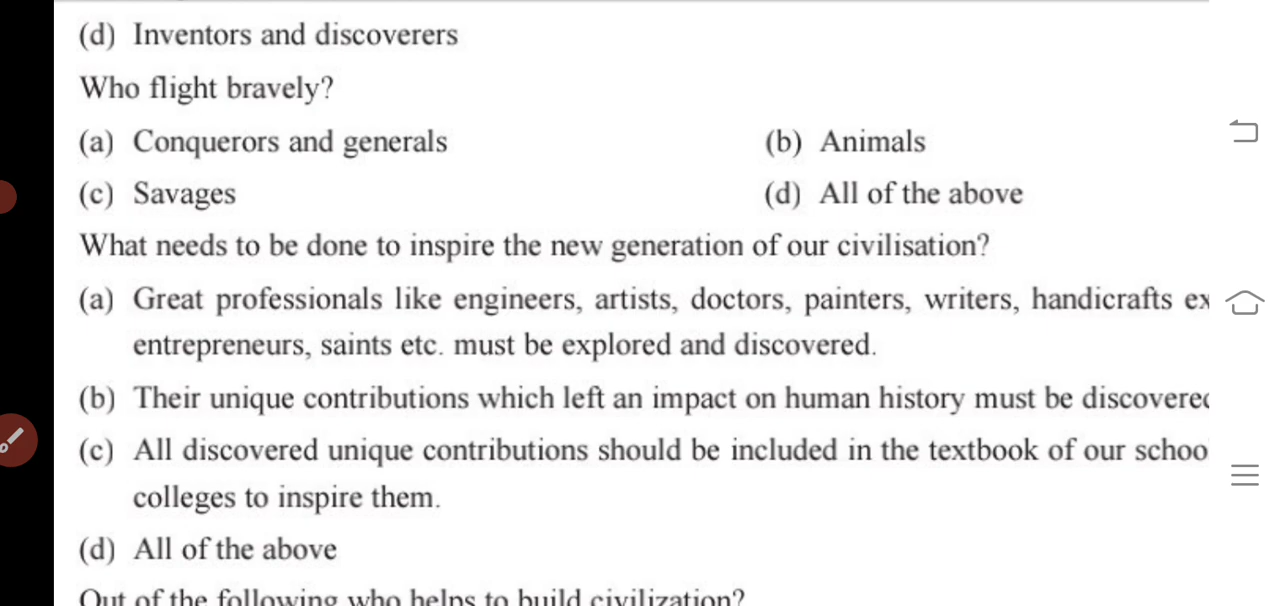 (d) Inventors and discoverers
Who flight bravely?
(a) Conquerors and generals (b) Animals
(c) Savages (d) All of the above
What needs to be done to inspire the new generation of our civilisation?
(a) Great professionals like engineers, artists, doctors, painters, writers, handicrafts ex
entrepreneurs, saints etc. must be explored and discovered.
(b) Their unique contributions which left an impact on human history must be discovered
(c) All discovered unique contributions should be included in the textbook of our schoo
colleges to inspire them.
(d) All of the above
Out of the following who helps to build civilization?